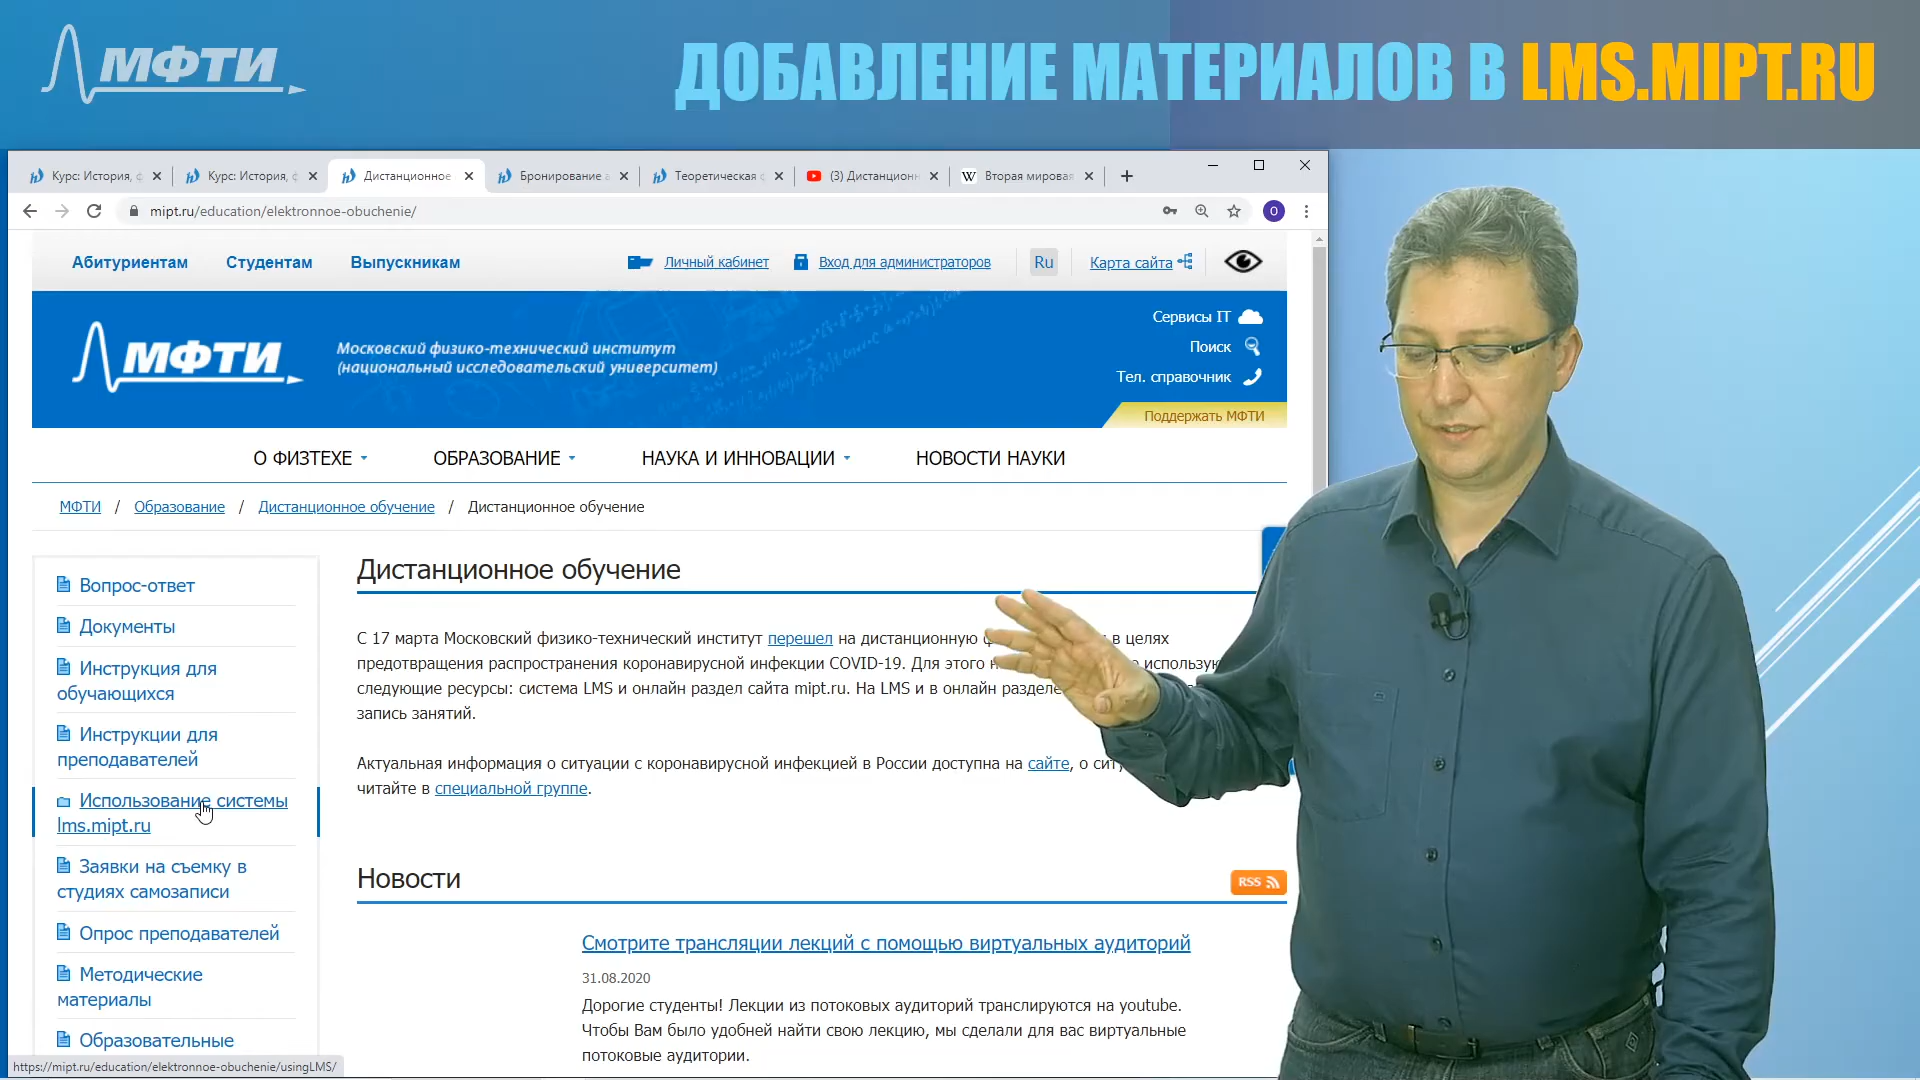 МФТИ
ДОБАВЛЕНИЕ МАТЕРИАЛОВ В LMS.MIPT.RU
Курс: История, ф
Курс: История, ф
Дистанционное
Бронирование а
Теоретическая ф
(3) Дистанционн
Вторая мировая
mipt.ru/education/elektronnoe-obuchenie/
O
Абитуриентам Студентам Выпускникам
Личный кабинет Вход для администраторов Ru Карта сайта
МФТИ
Московский физико-технический институт
(национальный исследовательский университет)
Сервисы IT
Поиск
Тел. справочник
Поддержать МФТИ
О ФИЗТЕХЕ ОБРАЗОВАНИЕ НАУКА И ИННОВАЦИИ НОВОСТИ НАУКИ
МФТИ / Образование / Дистанционное обучение / Дистанционное обучение
Вопрос-ответ
Документы
Инструкция для
обучающихся
Инструкции для
преподавателей
Использование системы
lms.mipt.ru
Заявки на съемку в
студиях самозаписи
Опрос преподавателей
Методические
материалы
Образовательные
Дистанционное обучение
С 17 марта Московский физико-технический институт перешел на дистанционную в целях
предотвращения распространения коронавирусной инфекции COVID-19. Для этого использую
следующие ресурсы: система LMS и онлайн раздел сайта mipt.ru. На LMS и в онлайн разделе
запись занятий.
Актуальная информация о ситуации с коронавирусной инфекцией в России доступна на сайте, о
читайте в специальной группе.
Новости
RSS
Смотрите трансляции лекций с помощью виртуальных аудиторий
31.08.2020
Дорогие студенты! Лекции из потоковых аудиторий транслируются на youtube.
Чтобы Вам было удобней найти свою лекцию, мы сделали для вас виртуальные
потоковые аудитории.
https://mipt.ru/education/elektronnoe-obuchenie/usingLMS/